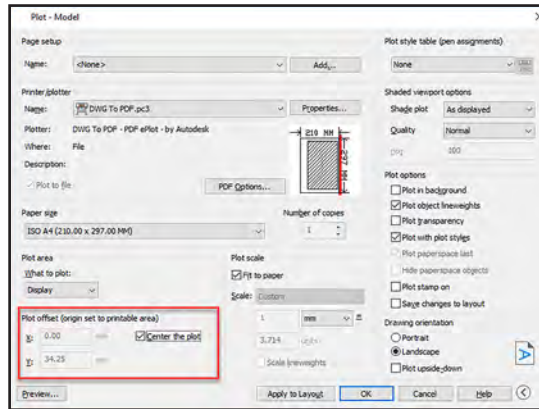 Plot - Model
Page setup
Name: <None> Add...
Printer/plotter
Name: DWG To PDF.pc3 Properties...
Plotter: DWG To PDF - PDF ePlot - by Autodesk
Where: File
Description:
Plot to file PDF Options...
210 MM
297 MM
Paper size
ISO A4 (210.00 x 297.00 MM)
Number of copies
1
Plot area
What to plot:
Display
Plot scale
Fit to paper
Scale: Custom
1 mm =
3.714 units
Scale lineweights
Plot offset (origin set to printable area)
X: 0.00 mm Center the plot
Y: 34.25 mm
Plot style table (pen assignments)
None
Shaded viewport options
Shade plot As displayed
Quality Normal
DPI 300
Plot options
Plot in background
Plot object lineweights
Plot transparency
Plot with plot styles
Plot paperspace last
Hide paperspace objects
Plot stamp on
Save changes to layout
Drawing orientation
Portrait
Landscape
Plot upside-down
A
Preview... Apply to Layout OK Cancel Help